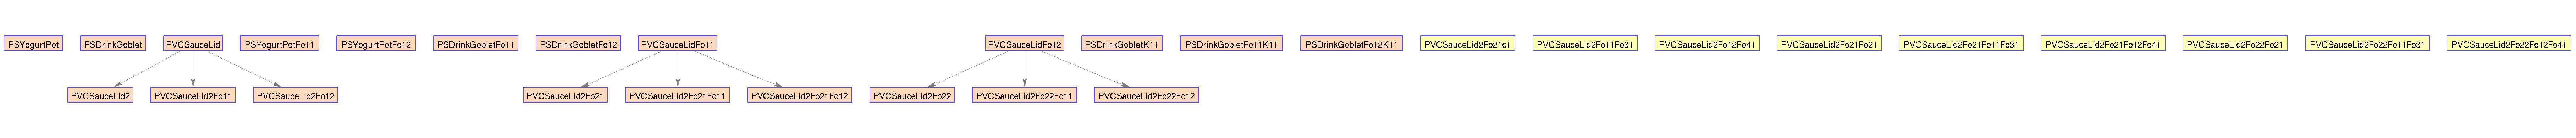 PSYogurtPot
PSDrinkGoblet
PVCSauceLid
PSYogurtPotFo11
PSYogurtPotFo12
PSDrinkGobletFo11
PSDrinkGobletFo12
PVCSauceLidFo11
PVCSauceLidFo12
PSDrinkGobletK11
PSDrinkGobletFo11K11
PSDrinkGobletFo12K11
PVCSauceLid2Fo21c1
PVCSauceLid2Fo11Fo31
PVCSauceLid2Fo12Fo41
PVCSauceLid2Fo21Fo21
PVCSauceLid2Fo21Fo11Fo31
PVCSauceLid2Fo21Fo12Fo41
PVCSauceLid2Fo22Fo21
PVCSauceLid2Fo22Fo11Fo31
PVCSauceLid2Fo22Fo12Fo41
PVCSauceLid2
PVCSauceLid2Fo11
PVCSauceLid2Fo12
PVCSauceLid2Fo21
PVCSauceLid2Fo21Fo11
PVCSauceLid2Fo21Fo12
PVCSauceLid2Fo22
PVCSauceLid2Fo22Fo11
PVCSauceLid2Fo22Fo12